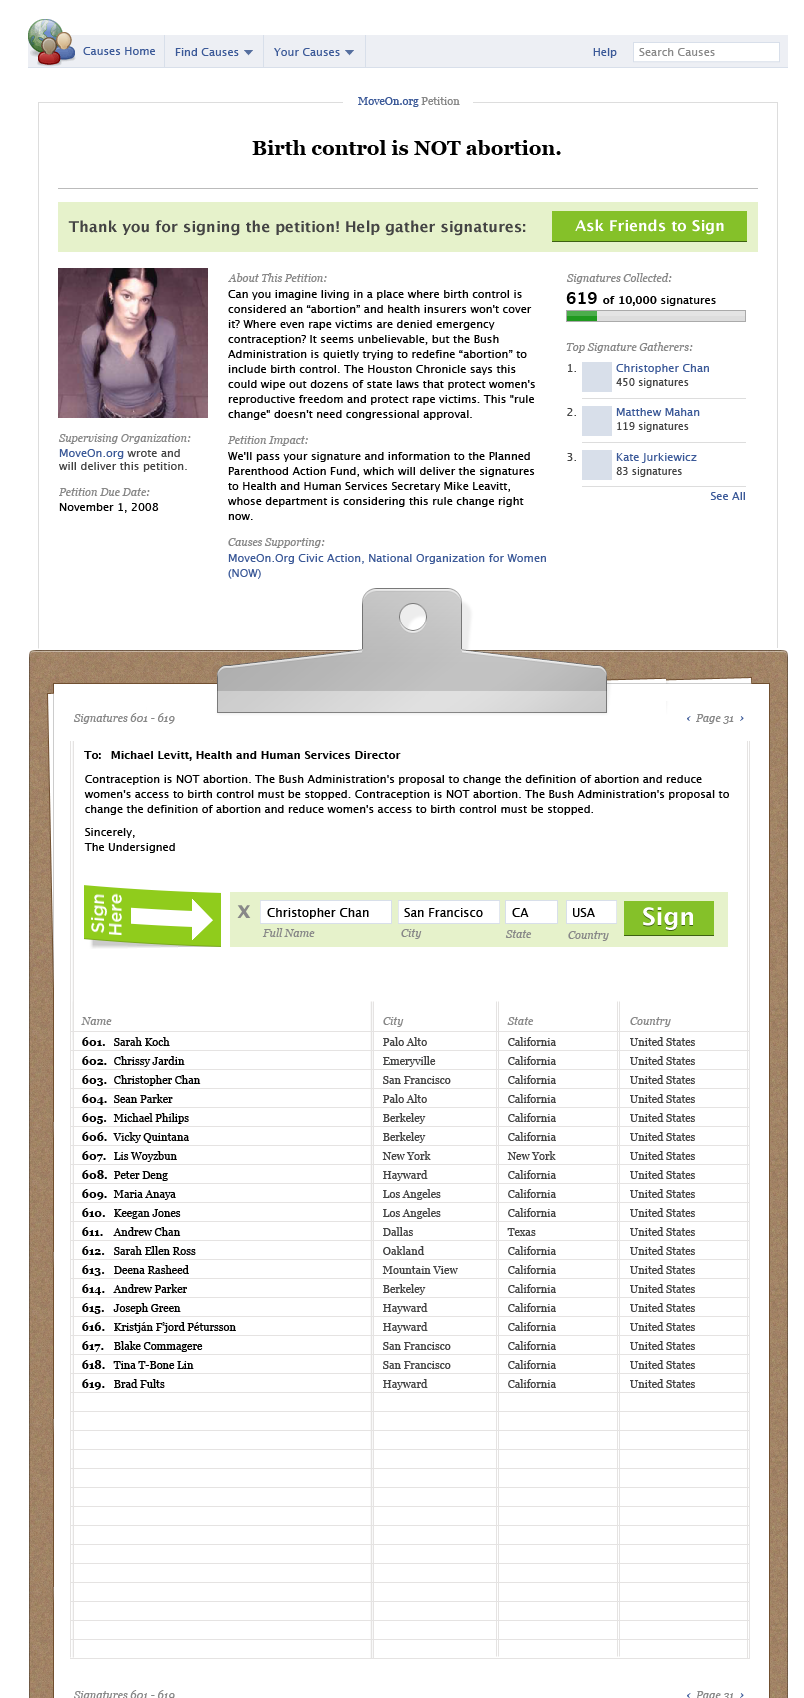 Causes Home
Find Causes
Your Causes
Help
Search Causes
MoveOn.org Petition
Birth control is NOT abortion.
Thank you for signing the petition! Help gather signatures:
Ask Friends to Sign
Supervising Organization:
MoveOn.org wrote and
will deliver this petition.
Petition Due Date:
November 1, 2008
About This Petition:
Can you imagine living in a place where birth control is
considered an “abortion” and health insurers won't cover
it? Where even rape victims are denied emergency
contraception? It seems unbelievable, but the Bush
Administration is quietly trying to redefine “abortion” to
include birth control. The Houston Chronicle says this
could wipe out dozens of state laws that protect women's
reproductive freedom and protect rape victims. This "rule
change" doesn't need congressional approval.
Petition Impact:
We'll pass your signature and information to the Planned
Parenthood Action Fund, which will deliver the signatures
to Health and Human Services Secretary Mike Leavitt,
whose department is considering this rule change right
now.
Causes Supporting:
MoveOn.Org Civic Action, National Organization for Women
(NOW)
Signatures Collected:
619 of 10,000 signatures
Top Signature Gatherers:
1. Christopher Chan
450 signatures
2. Matthew Mahan
119 signatures
3. Kate Jurkiewicz
83 signatures
See All
Signatures 601 - 619
‹ Page 31 ›
To: Michael Levitt, Health and Human Services Director
Contraception is NOT abortion. The Bush Administration's proposal to change the definition of abortion and reduce
women's access to birth control must be stopped. Contraception is NOT abortion. The Bush Administration's proposal to
change the definition of abortion and reduce women's access to birth control must be stopped.
Sincerely,
The Undersigned
Sign
Here
X Christopher Chan San Francisco CA USA Sign
Full Name City State Country
Name City State Country
601. Sarah Koch Palo Alto California United States
602. Chrissy Jardin Emeryville California United States
603. Christopher Chan San Francisco California United States
604. Sean Parker Palo Alto California United States
605. Michael Philips Berkeley California United States
606. Vicky Quintana Berkeley California United States
607. Lis Woyzbun New York New York United States
608. Peter Deng Hayward California United States
609. Maria Anaya Los Angeles California United States
610. Keegan Jones Los Angeles California United States
611. Andrew Chan Dallas Texas United States
612. Sarah Ellen Ross Oakland California United States
613. Deena Rasheed Mountain View California United States
614. Andrew Parker Berkeley California United States
615. Joseph Green Hayward California United States
616. Kristján F'jord Pétursson Hayward California United States
617. Blake Commagere San Francisco California United States
618. Tina T-Bone Lin San Francisco California United States
619. Brad Fults Hayward California United States
Signatures 601 - 619
‹ Page 31 ›